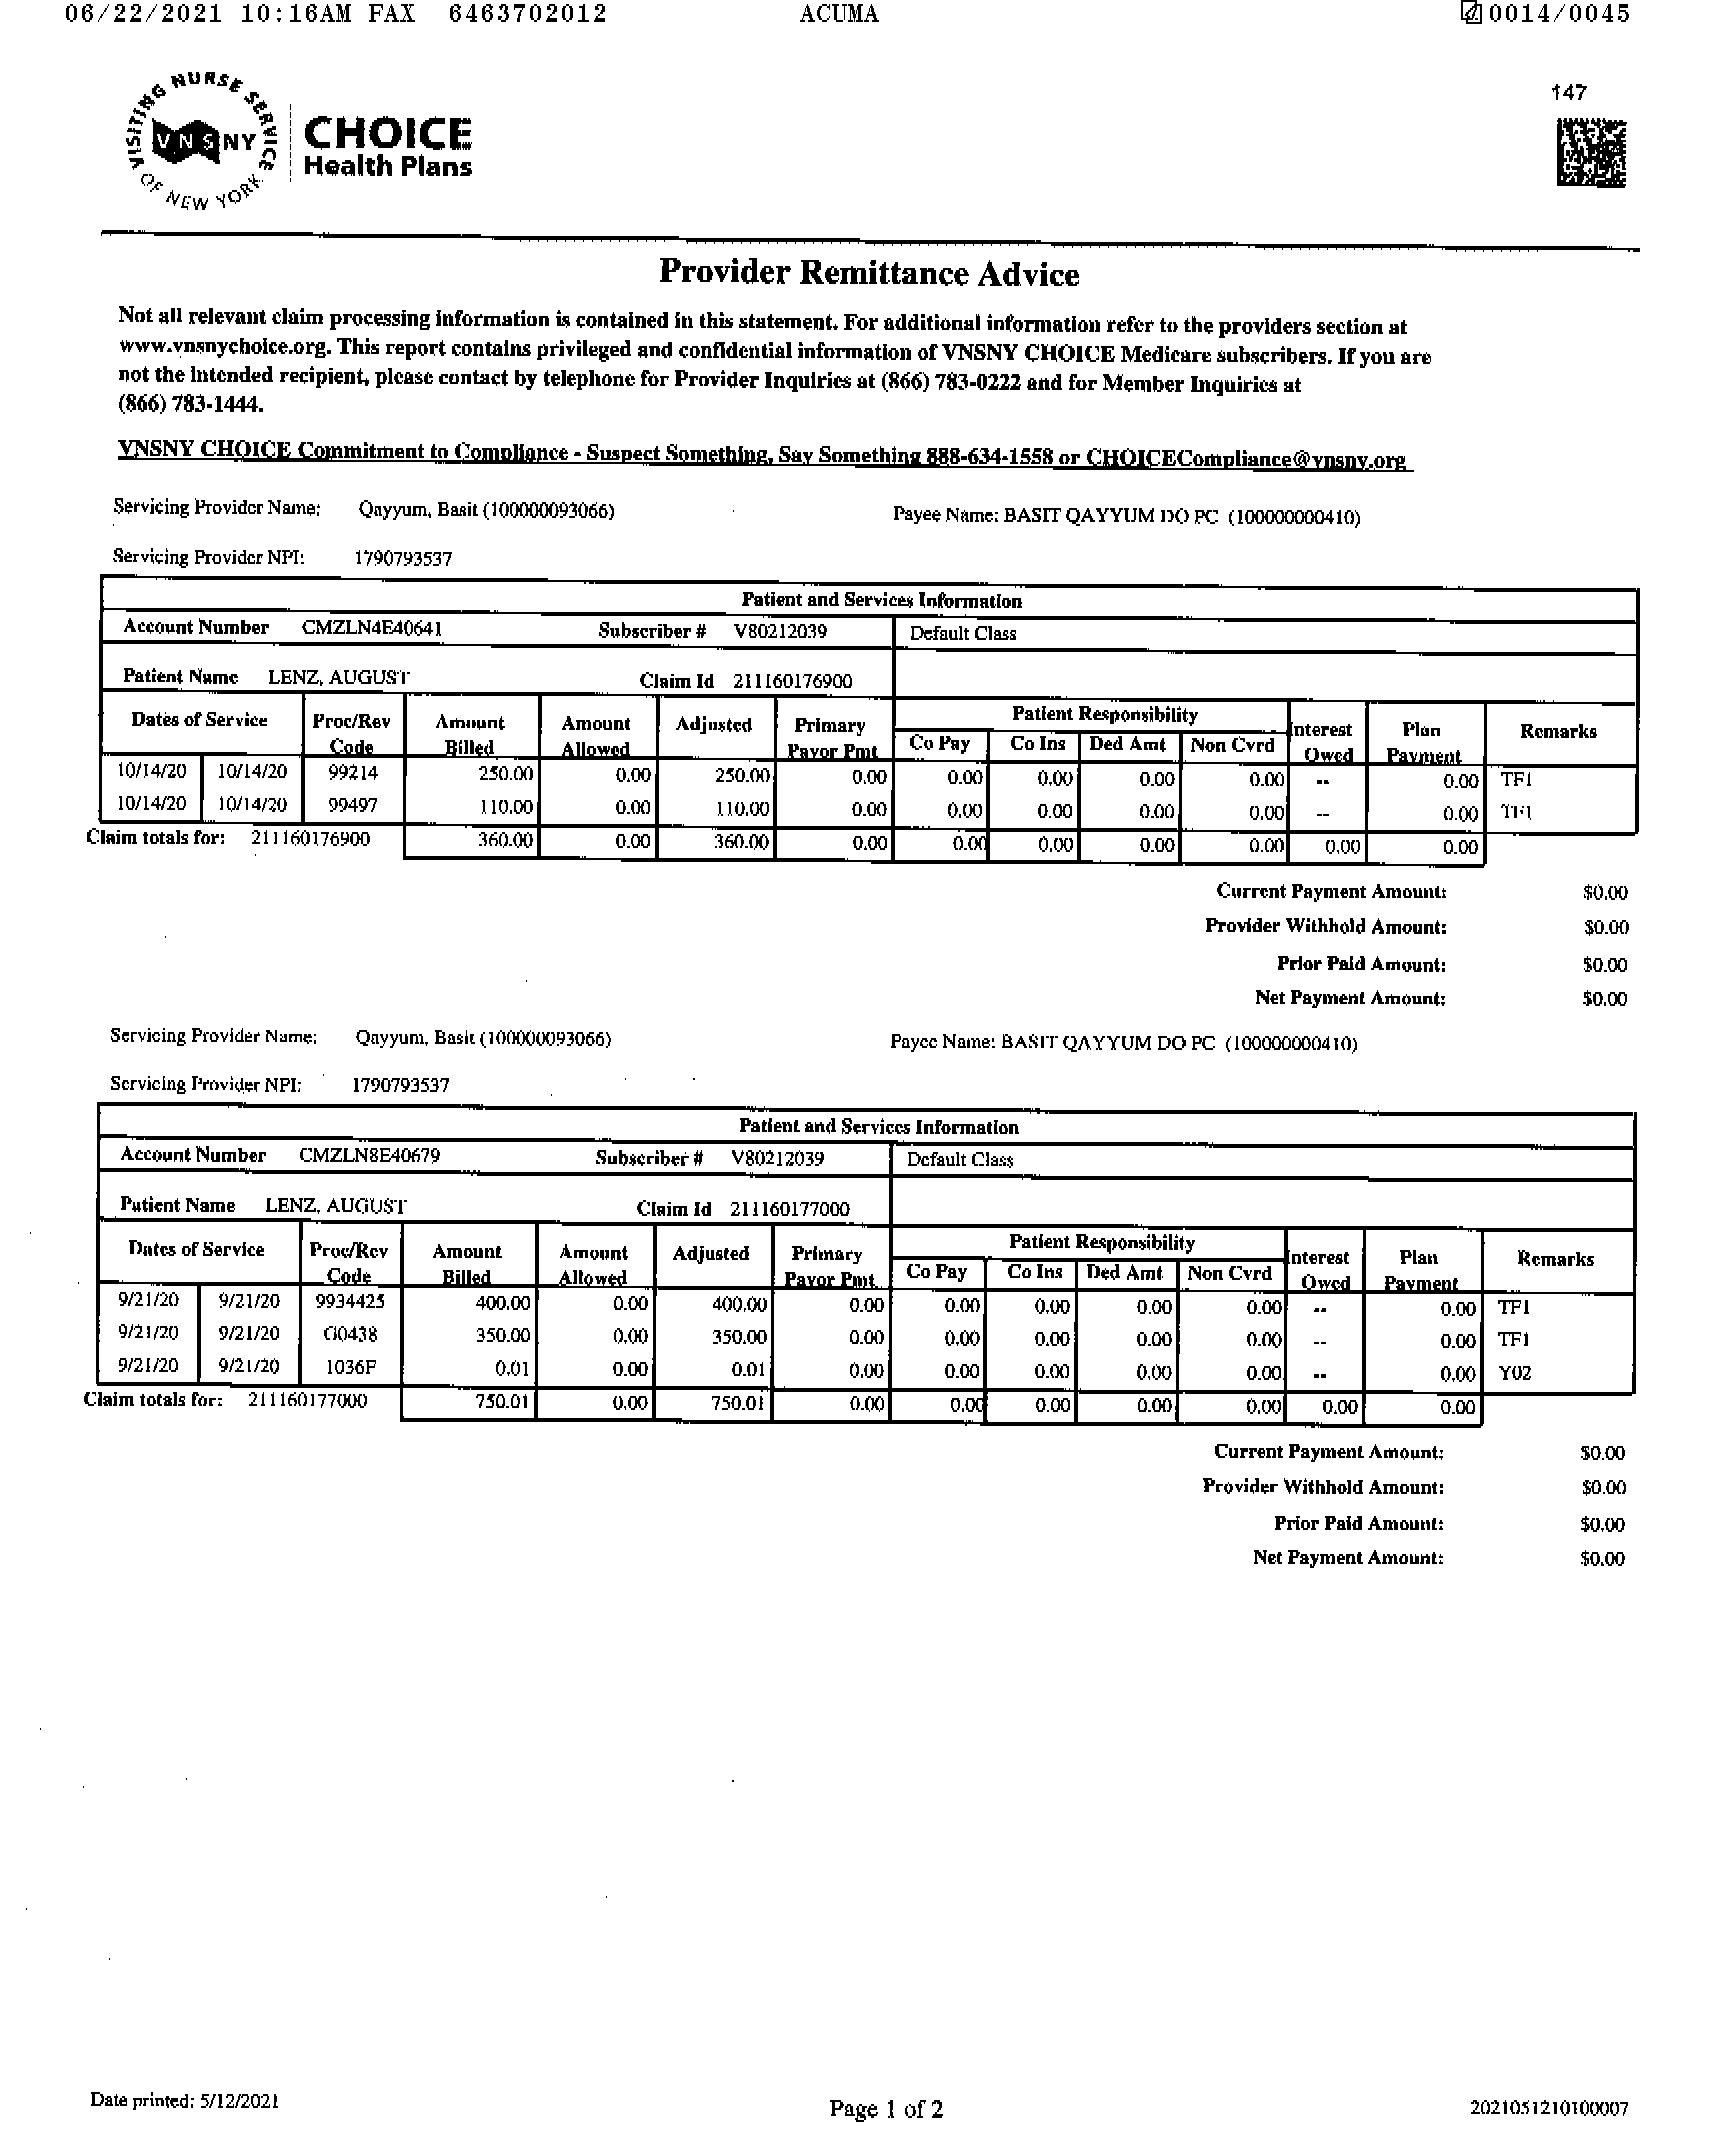 06/22/2021 10:16AM FAX 6463702012 ACUMA 0014/0045
147
VISITING NURSE SERVICE OF NEW YORK
VNSNY
CHOICE
Health Plans
Provider Remittance Advice
Not all relevant claim processing information is contained in this statement. For additional information refer to the providers section at
www.vnsnychoice.org. This report contains privileged and confidential information of VNSNY CHOICE Medicare subscribers. If you are
not the intended recipient, please contact by telephone for Provider Inquiries at (866) 783-0222 and for Member Inquiries at
(866) 783-1444.
VNSNY CHOICE Commitment to Compliance - Suspect Something, Say Something 888-634-1558 or CHOICECompliance@vnsny.org
Servicing Provider Name: Qayyum, Basit (100000093066) Payee Name: BASIT QAYYUM DO PC (100000000410)
Servicing Provider NPI: 1790793537
Patient and Services Information
Account Number CMZLN4E40641 Subscriber # V80212039 Default Class
Patient Name LENZ, AUGUST Claim Id 211160176900
Dates of Service Proc/Rev Code Amount Billed Amount Allowed Adjusted Primary Payor Pmt Patient Responsibility Co Pay Co Ins Ded Amt Non Cvrd Interest Owed Plan Payment Remarks
10/14/20 10/14/20 99214 250.00 0.00 250.00 0.00 0.00 0.00 0.00 0.00 -- 0.00 TF1
10/14/20 10/14/20 99497 110.00 0.00 110.00 0.00 0.00 0.00 0.00 0.00 -- 0.00 TF1
Claim totals for: 211160176900 360.00 0.00 360.00 0.00 0.00 0.00 0.00 0.00 0.00 0.00
Current Payment Amount: $0.00
Provider Withhold Amount: $0.00
Prior Paid Amount: $0.00
Net Payment Amount: $0.00
Servicing Provider Name: Qayyum, Basit (100000093066) Payee Name: BASIT QAYYUM DO PC (100000000410)
Servicing Provider NPI: 1790793537
Patient and Services Information
Account Number CMZLN8E40679 Subscriber # V80212039 Default Class
Patient Name LENZ, AUGUST Claim Id 211160177000
Dates of Service Proc/Rev Code Amount Billed Amount Allowed Adjusted Primary Payor Pmt Patient Responsibility Co Pay Co Ins Ded Amt Non Cvrd Interest Owed Plan Payment Remarks
9/21/20 9/21/20 9934425 400.00 0.00 400.00 0.00 0.00 0.00 0.00 0.00 -- 0.00 TF1
9/21/20 9/21/20 G0438 350.00 0.00 350.00 0.00 0.00 0.00 0.00 0.00 -- 0.00 TF1
9/21/20 9/21/20 1036F 0.01 0.00 0.01 0.00 0.00 0.00 0.00 0.00 -- 0.00 Y02
Claim totals for: 211160177000 750.01 0.00 750.01 0.00 0.00 0.00 0.00 0.00 0.00 0.00
Current Payment Amount: $0.00
Provider Withhold Amount: $0.00
Prior Paid Amount: $0.00
Net Payment Amount: $0.00
Date printed: 5/12/2021 Page 1 of 2 2021051210100007